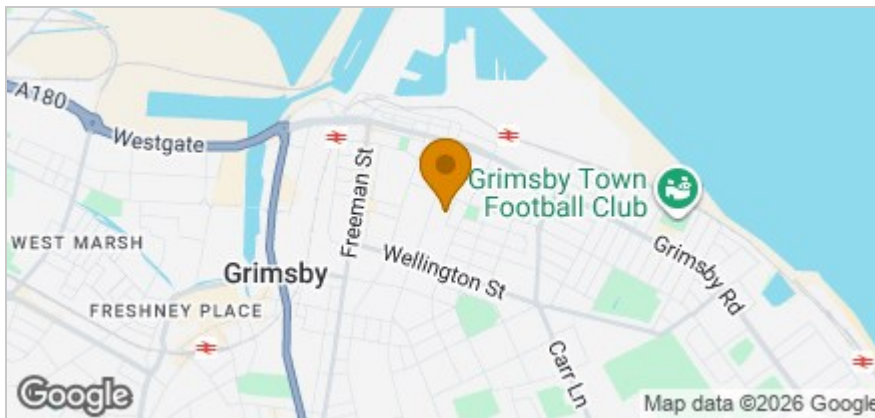 A180
Westgate
Freeman St
Grimsby Town
Football Club
WEST MARSH
Grimsby
Wellington St
Grimsby Rd
FRESHNEY PLACE
Carr Ln
Google
Map data ©2026 Google